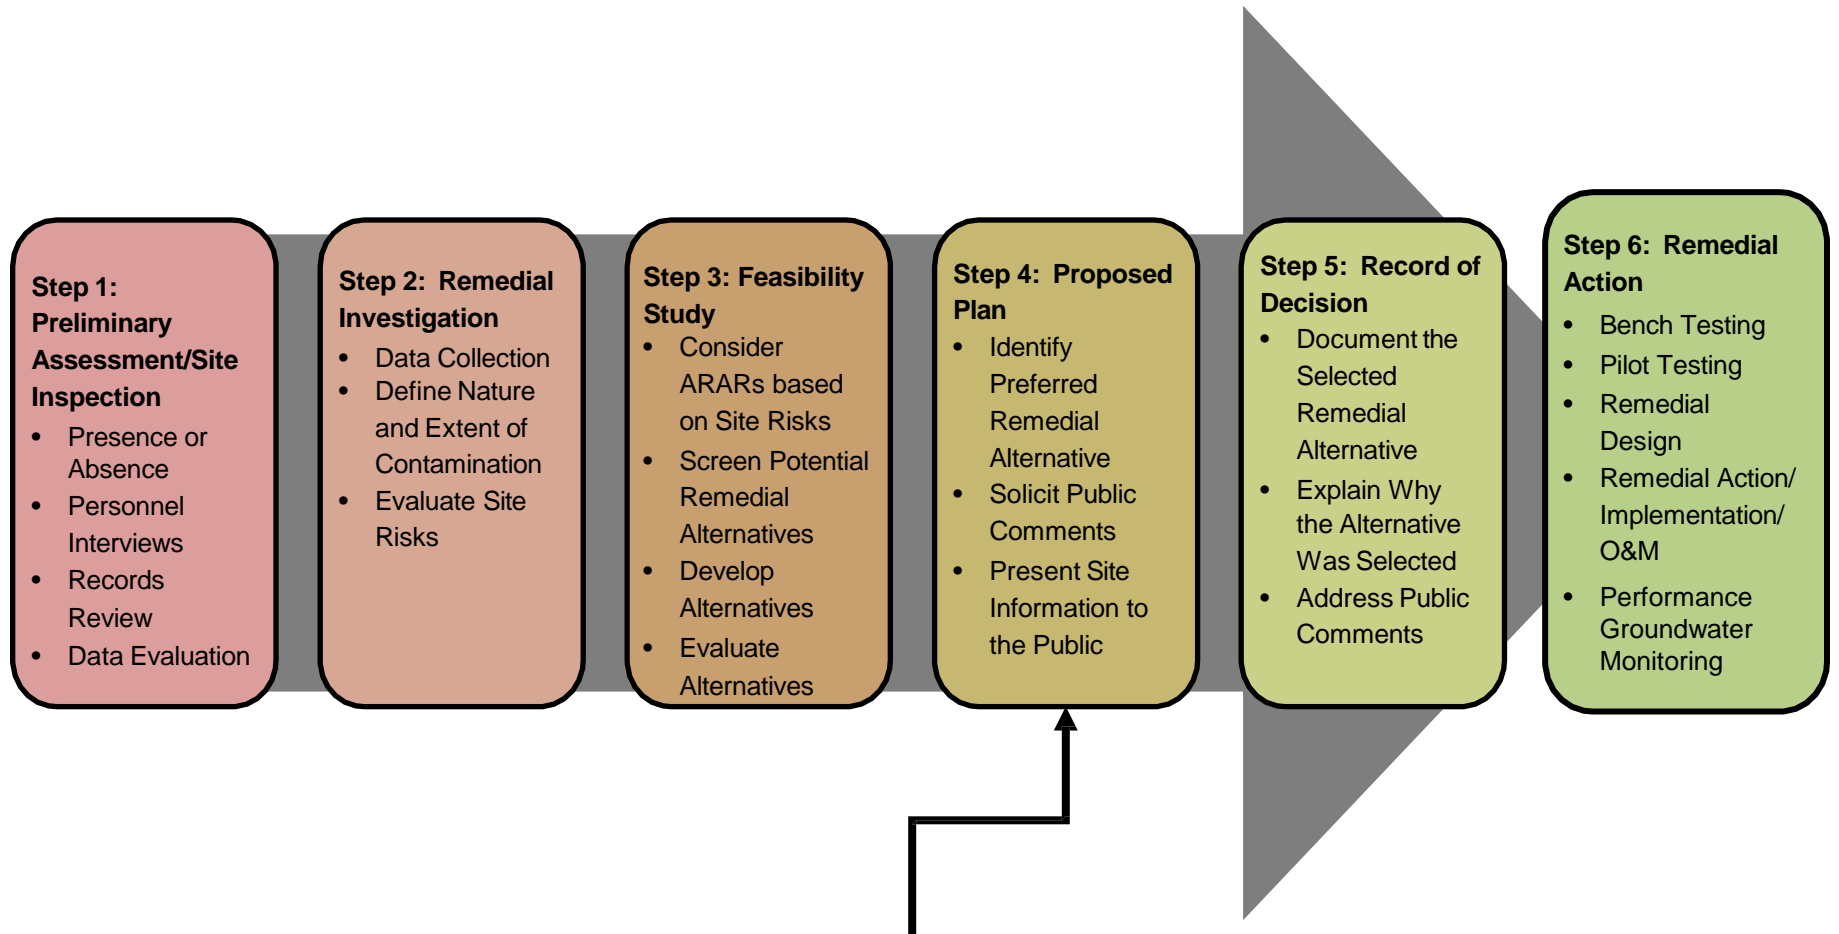 Step 1:
Preliminary
Assessment/Site
Inspection
• Presence or
Absence
• Personnel
Interviews
• Records
Review
• Data Evaluation
Step 2: Remedial
Investigation
• Data Collection
• Define Nature
and Extent of
Contamination
• Evaluate Site
Risks
Step 3: Feasibility
Study
• Consider
ARARs based
on Site Risks
• Screen Potential
Remedial
Alternatives
• Develop
Alternatives
• Evaluate
Alternatives
Step 4: Proposed
Plan
• Identify
Preferred
Remedial
Alternative
• Solicit Public
Comments
• Present Site
Information to
the Public
Step 5: Record of
Decision
• Document the
Selected
Remedial
Alternative
• Explain Why
the Alternative
Was Selected
• Address Public
Comments
Step 6: Remedial
Action
• Bench Testing
• Pilot Testing
• Remedial
Design
• Remedial Action/
Implementation/
O&M
• Performance
Groundwater
Monitoring